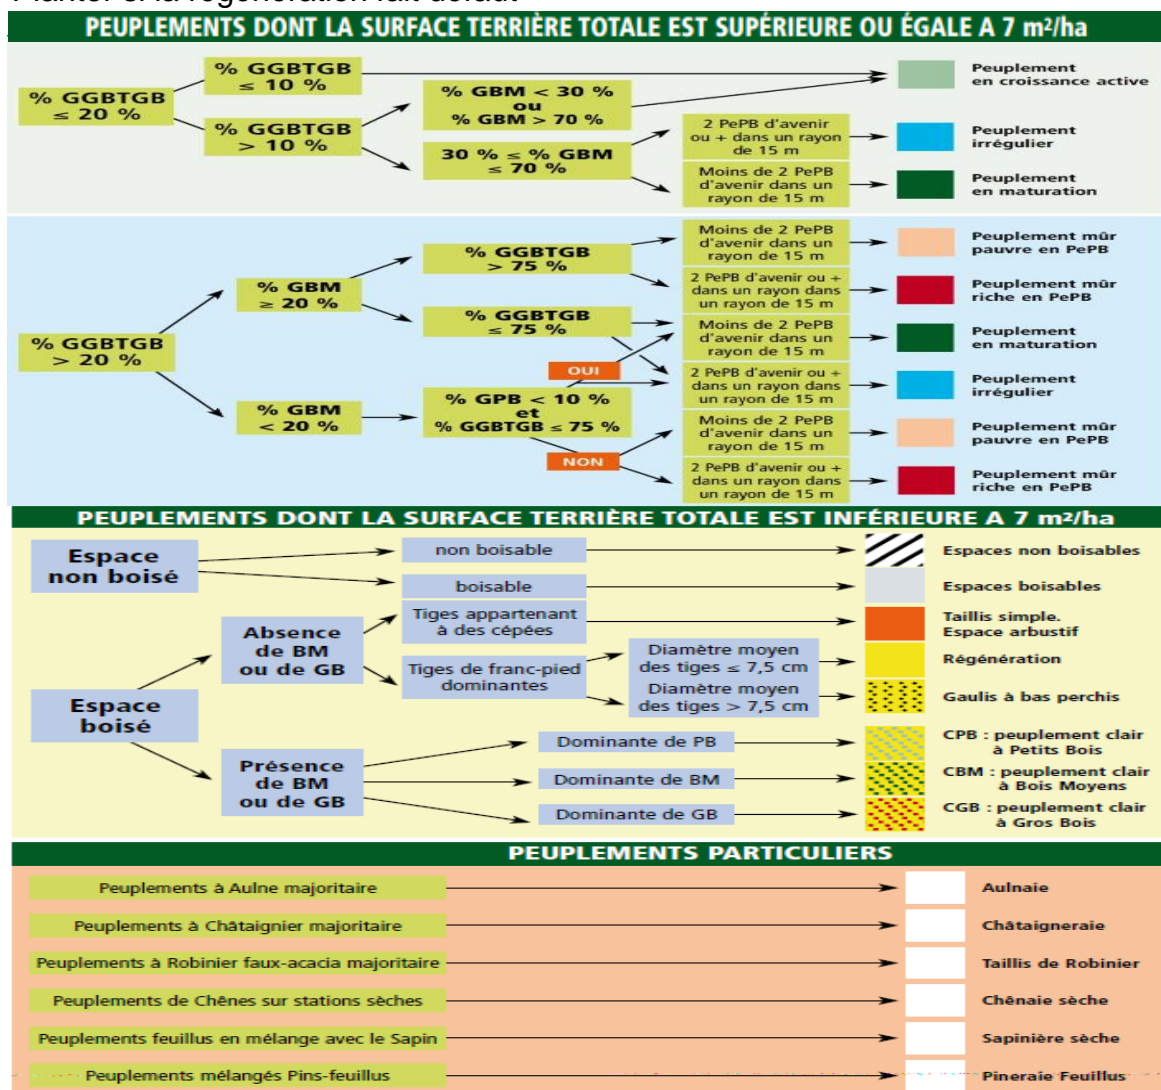 Planter si la régénération fait défaut
PEUPLEMENTS DONT LA SURFACE TERRIÈRE TOTALE EST SUPÉRIEURE OU ÉGALE A 7 m²/ha
% GGBTGB
≤ 20 %
% GGBTGB
≤ 10 %
% GGBTGB
> 10 %
% GBM < 30 %
ou
% GBM > 70 %
30 % ≤ % GBM
≤ 70 %
2 PePB d'avenir
ou + dans un rayon
de 15 m
Moins de 2 PePB
d'avenir dans un
rayon de 15 m
Peuplement
en croissance active
Peuplement
irrégulier
Peuplement
en maturation
% GGBTGB
> 20 %
% GBM
≥ 20 %
% GBM
< 20 %
% GGBTGB
> 75 %
% GGBTGB
≤ 75 %
OUI
% GPB < 10 %
et
% GGBTGB ≤ 75 %
NON
Moins de 2 PePB
d'avenir dans un
rayon de 15 m
Peuplement mûr
pauvre en PePB
2 PePB d'avenir ou +
dans un rayon dans
un rayon de 15 m
Peuplement mûr
riche en PePB
Moins de 2 PePB
d'avenir dans un
rayon de 15 m
Peuplement
en maturation
2 PePB d'avenir ou +
dans un rayon dans
un rayon de 15 m
Peuplement
irrégulier
Moins de 2 PePB
d'avenir dans un
rayon de 15 m
Peuplement mûr
pauvre en PePB
2 PePB d'avenir ou +
dans un rayon dans
un rayon de 15 m
Peuplement mûr
riche en PePB
PEUPLEMENTS DONT LA SURFACE TERRIÈRE TOTALE EST INFÉRIEURE A 7 m²/ha
Espace
non boisé
non boisable
Espaces non boisables
boisable
Espaces boisables
Espace
boisé
Absence
de BM
ou de GB
Tiges appartenant
à des cépées
Taillis simple.
Espace arbustif
Tiges de franc-pied
dominantes
Diamètre moyen
des tiges ≤ 7,5 cm
Régénération
Diamètre moyen
des tiges > 7,5 cm
Gaulis à bas perchis
Présence
de BM
ou de GB
Dominante de PB
CPB : peuplement clair
à Petits Bois
Dominante de BM
CBM : peuplement clair
à Bois Moyens
Dominante de GB
CGB : peuplement clair
à Gros Bois
PEUPLEMENTS PARTICULIERS
Peuplements à Aulne majoritaire
Aulnaie
Peuplements à Châtaignier majoritaire
Châtaigneraie
Peuplements à Robinier faux-acacia majoritaire
Taillis de Robinier
Peuplements de Chênes sur stations sèches
Chênaie sèche
Peuplements feuillus en mélange avec le Sapin
Sapinière sèche
Peuplements mélangés Pins-feuillus
Pineraie Feuillus